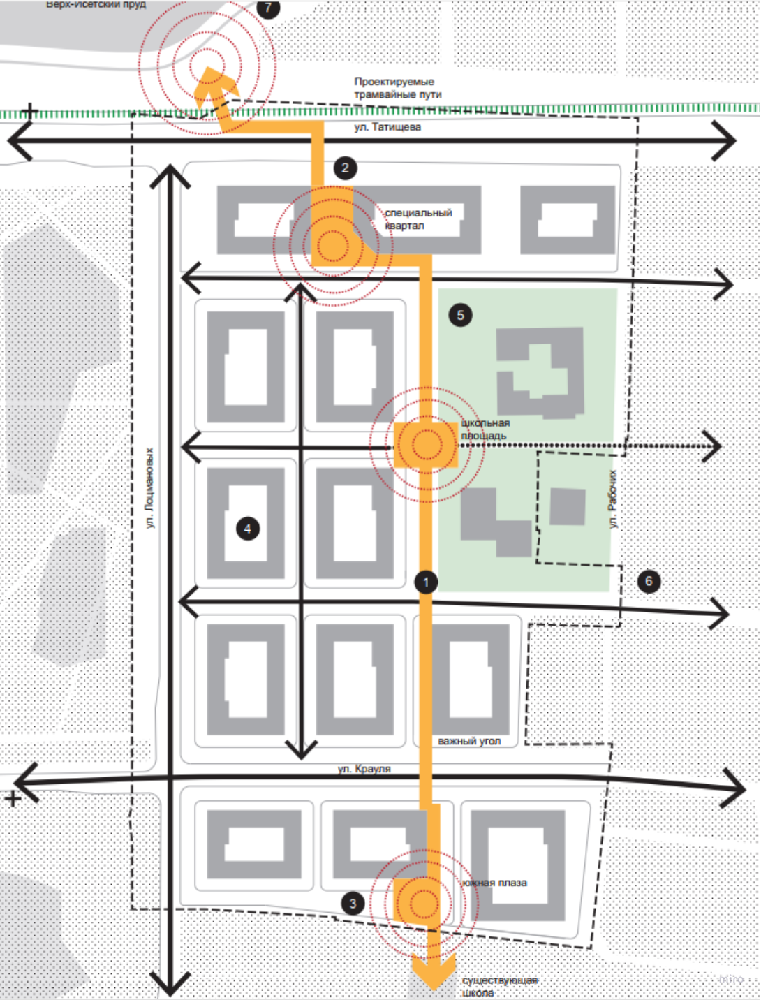 Верх-Исетский пруд
7
Проектируемые
трамвайные пути
ул. Татищева
2
специальный
квартал
5
школьная
площадь
ул. Лоцмановых
ул. Рабочих
4
1
6
важный угол
ул. Крауля
южная плаза
3
существующая
школа
miro